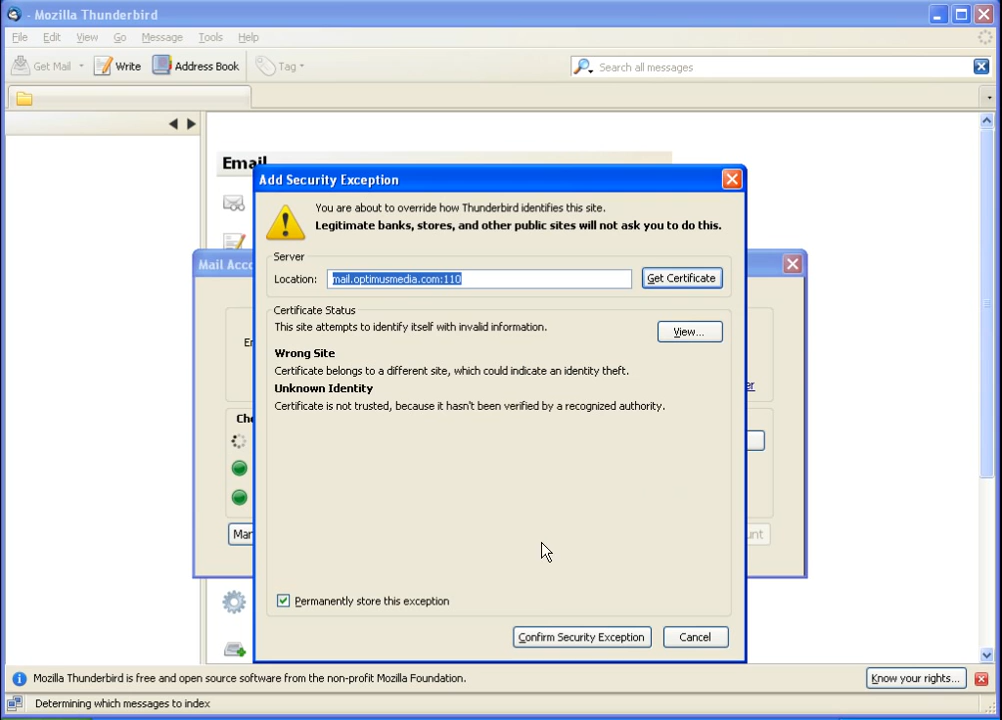 - Mozilla Thunderbird
File Edit View Go Message Tools Help
Get Mail Write Address Book Tag Search all messages
Email
Add Security Exception
You are about to override how Thunderbird identifies this site.
Legitimate banks, stores, and other public sites will not ask you to do this.
Mail Acco
Server
Location: mail.optimusmedia.com:110 Get Certificate
Certificate Status
This site attempts to identify itself with invalid information.
View...
Er
Wrong Site
Certificate belongs to a different site, which could indicate an identity theft.
Unknown Identity
er
Certificate is not trusted, because it hasn't been verified by a recognized authority.
Che
Mar
unt
Permanently store this exception
Confirm Security Exception Cancel
Mozilla Thunderbird is free and open source software from the non-profit Mozilla Foundation. Know your rights...
Determining which messages to index